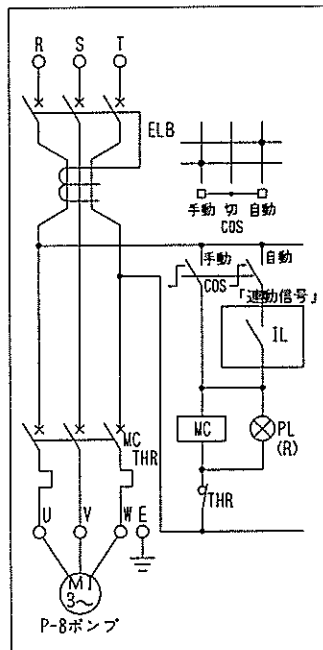 R S T
ELB
手動 切 自動
COS
手動 自動
COS
「連動信号」
IL
MC
THR
MC
PL
(R)
THR
U V W E
M
3~
P-8ポンプ